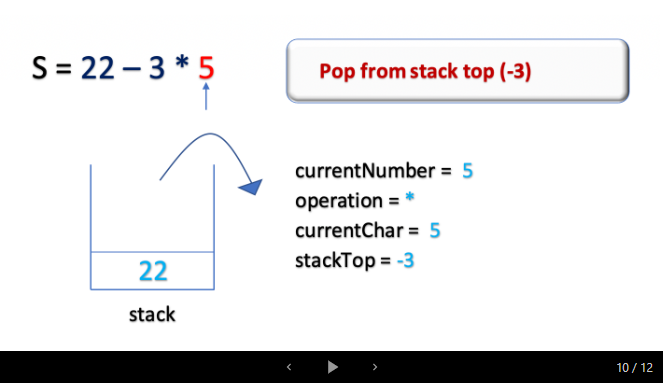 S = 22 – 3 * 5
Pop from stack top (-3)
currentNumber = 5
operation = *
currentChar = 5
stackTop = -3
22
stack
10 / 12